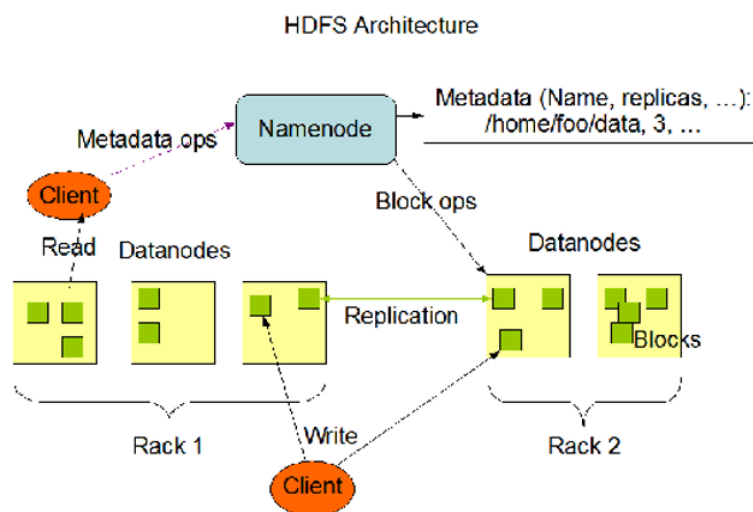 HDFS Architecture
Metadata (Name, replicas, ...):
/home/foo/data, 3, ...
Namenode
Metadata ops
Client
Block ops
Read
Datanodes
Datanodes
Replication
Blocks
Rack 1
Write
Rack 2
Client